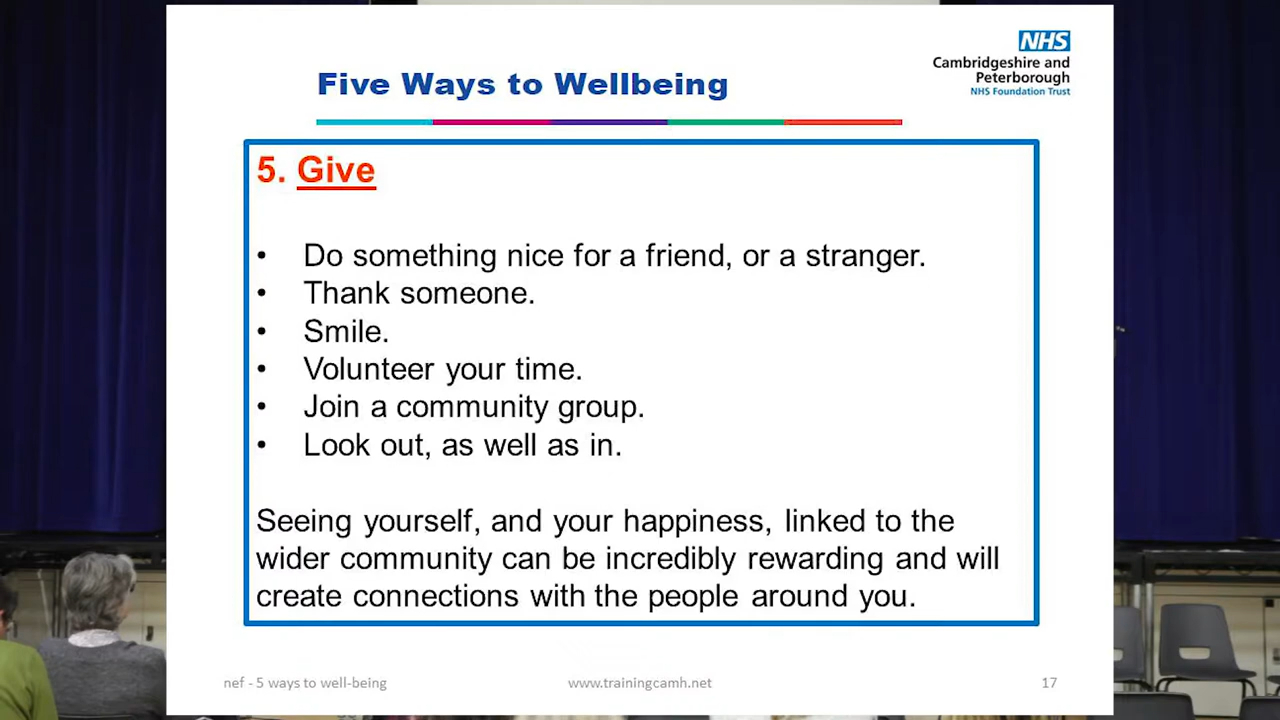 NHS
Cambridgeshire and
Peterborough
NHS Foundation Trust
Five Ways to Wellbeing
5. Give
• Do something nice for a friend, or a stranger.
• Thank someone.
• Smile.
• Volunteer your time.
• Join a community group.
• Look out, as well as in.
Seeing yourself, and your happiness, linked to the
wider community can be incredibly rewarding and will
create connections with the people around you.
nef - 5 ways to well-being
www.trainingcamh.net
17